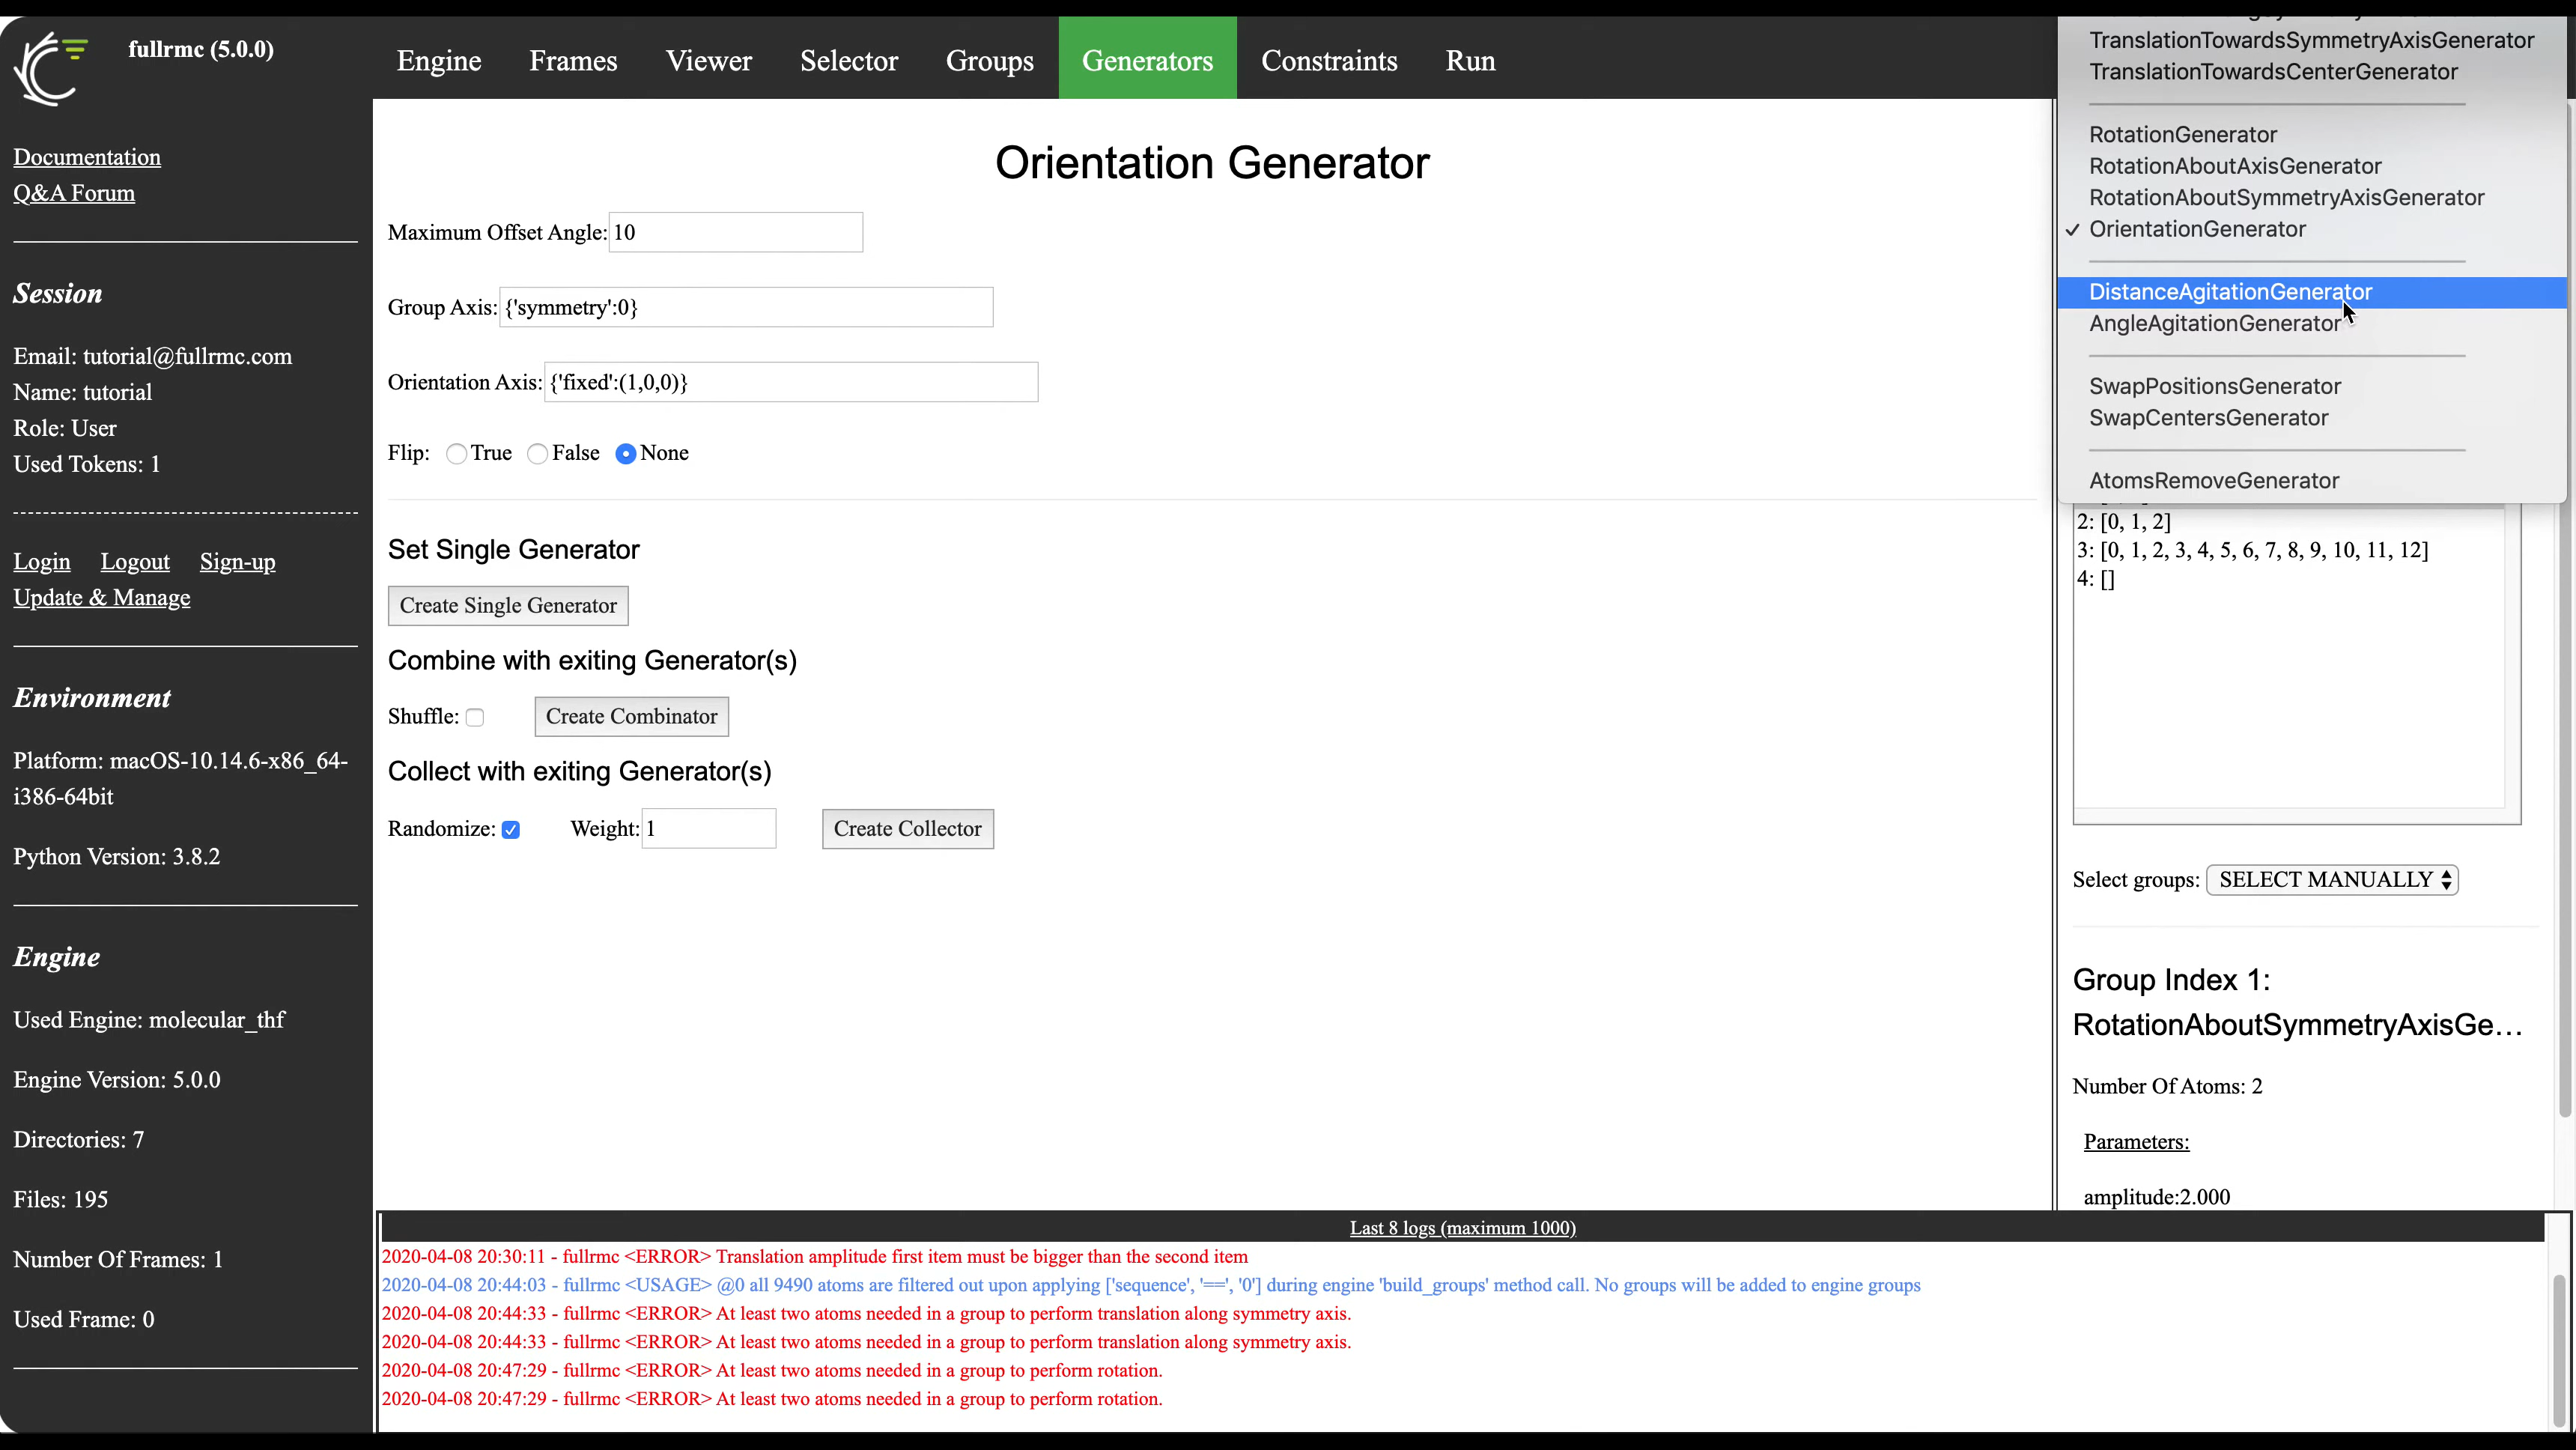 fullrmc (5.0.0)
Engine Frames Viewer Selector Groups Generators Constraints Run
Documentation
Q&A Forum
Session
Email: tutorial@fullrmc.com
Name: tutorial
Role: User
Used Tokens: 1
Login Logout Sign-up
Update & Manage
Environment
Platform: macOS-10.14.6-x86_64-
i386-64bit
Python Version: 3.8.2
Engine
Used Engine: molecular_thf
Engine Version: 5.0.0
Directories: 7
Files: 195
Number Of Frames: 1
Used Frame: 0
Orientation Generator
Maximum Offset Angle: 10
Group Axis: {'symmetry':0}
Orientation Axis: {'fixed':(1,0,0)}
Flip: True False None
Set Single Generator
Create Single Generator
Combine with exiting Generator(s)
Shuffle: Create Combinator
Collect with exiting Generator(s)
Randomize: Weight: 1 Create Collector
TranslationTowardsSymmetryAxisGenerator
TranslationTowardsCenterGenerator
RotationGenerator
RotationAboutAxisGenerator
RotationAboutSymmetryAxisGenerator
✓ OrientationGenerator
DistanceAgitationGenerator
AngleAgitationGenerator
SwapPositionsGenerator
SwapCentersGenerator
AtomsRemoveGenerator
2: [0, 1, 2]
3: [0, 1, 2, 3, 4, 5, 6, 7, 8, 9, 10, 11, 12]
4: []
Select groups: SELECT MANUALLY
Group Index 1:
RotationAboutSymmetryAxisGe...
Number Of Atoms: 2
Parameters:
amplitude:2.000
Last 8 logs (maximum 1000)
2020-04-08 20:30:11 - fullrmc <ERROR> Translation amplitude first item must be bigger than the second item
2020-04-08 20:44:03 - fullrmc <USAGE> @0 all 9490 atoms are filtered out upon applying ['sequence', '==', '0'] during engine 'build_groups' method call. No groups will be added to engine groups
2020-04-08 20:44:33 - fullrmc <ERROR> At least two atoms needed in a group to perform translation along symmetry axis.
2020-04-08 20:44:33 - fullrmc <ERROR> At least two atoms needed in a group to perform translation along symmetry axis.
2020-04-08 20:47:29 - fullrmc <ERROR> At least two atoms needed in a group to perform rotation.
2020-04-08 20:47:29 - fullrmc <ERROR> At least two atoms needed in a group to perform rotation.